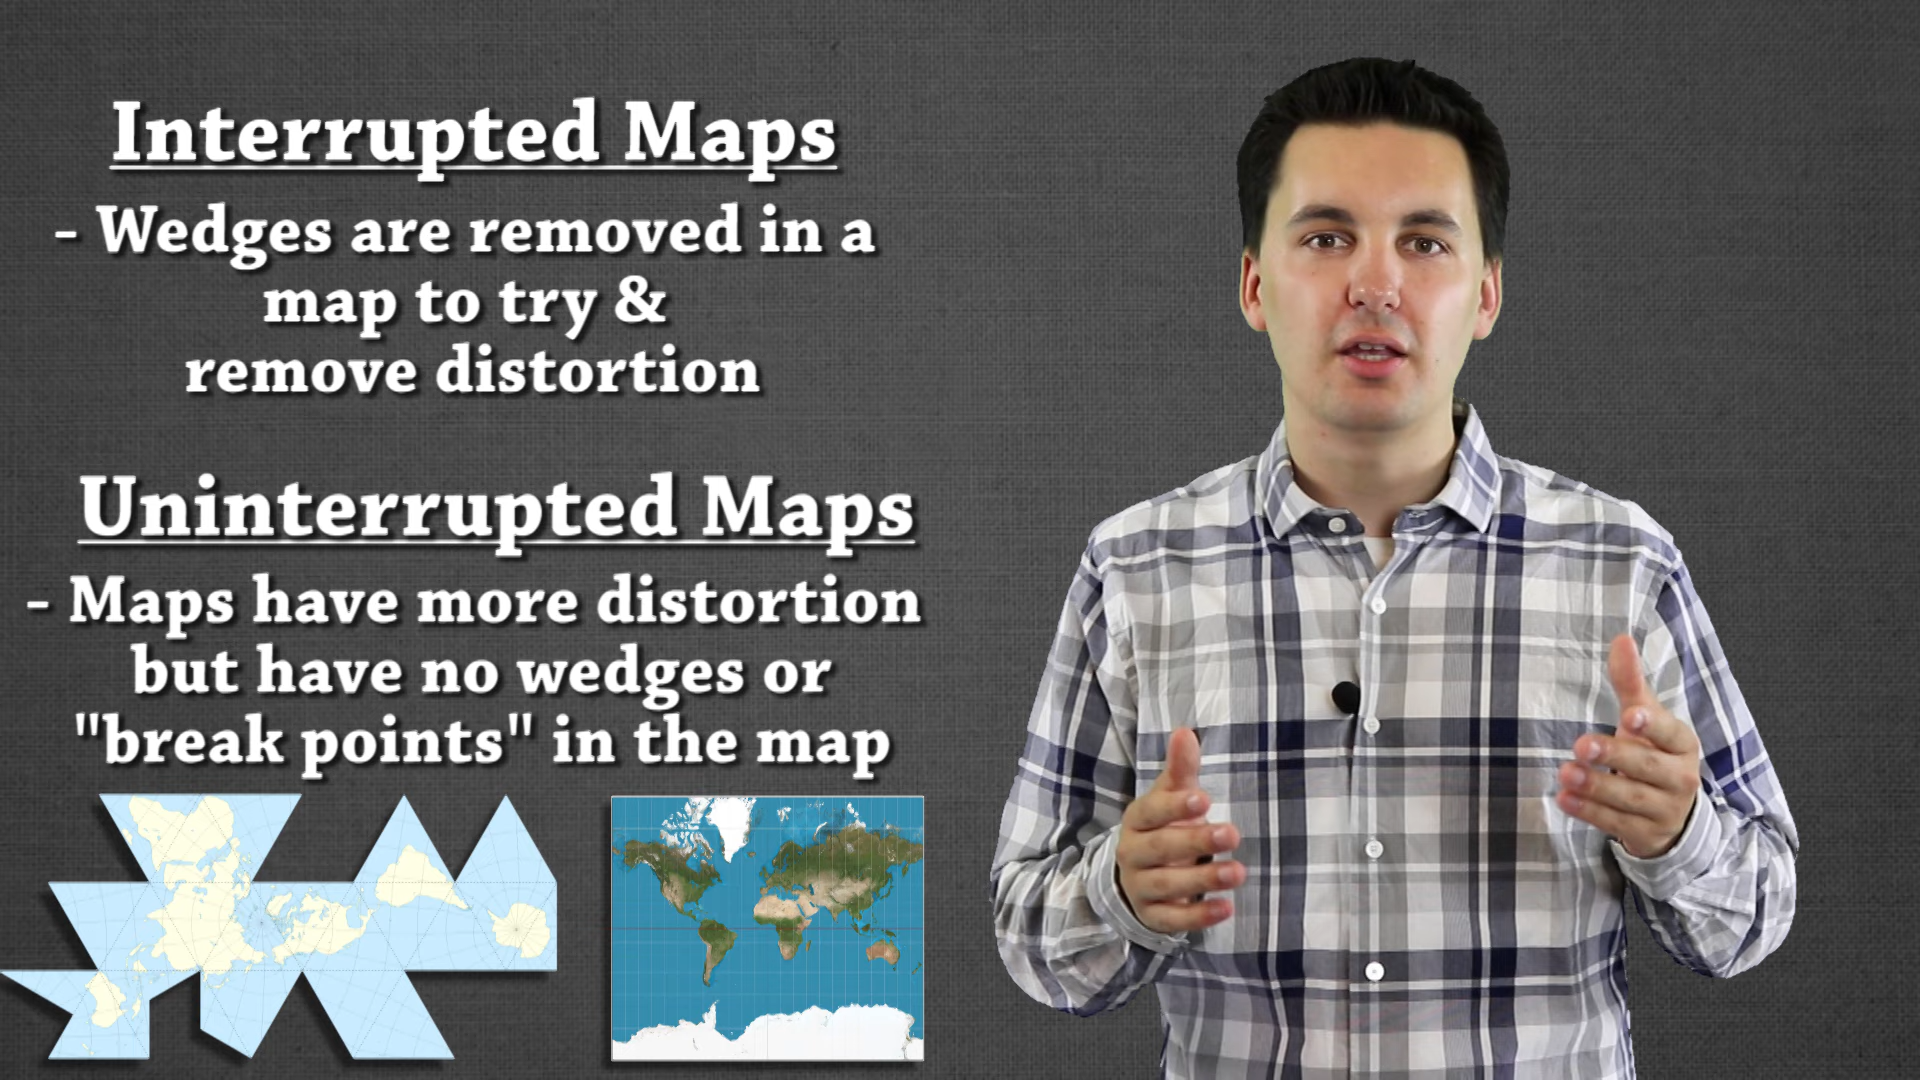 Interrupted Maps
- Wedges are removed in a
map to try &
remove distortion
Uninterrupted Maps
- Maps have more distortion
but have no wedges or
"break points" in the map